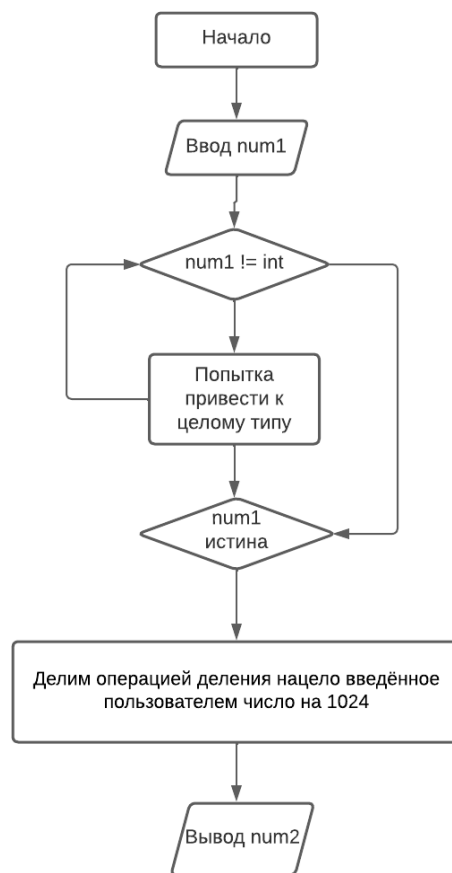 Начало
Ввод num1
num1 != int
Попытка
привести к
целому типу
num1
истина
Делим операцией деления нацело введённое
пользователем число на 1024
Вывод num2